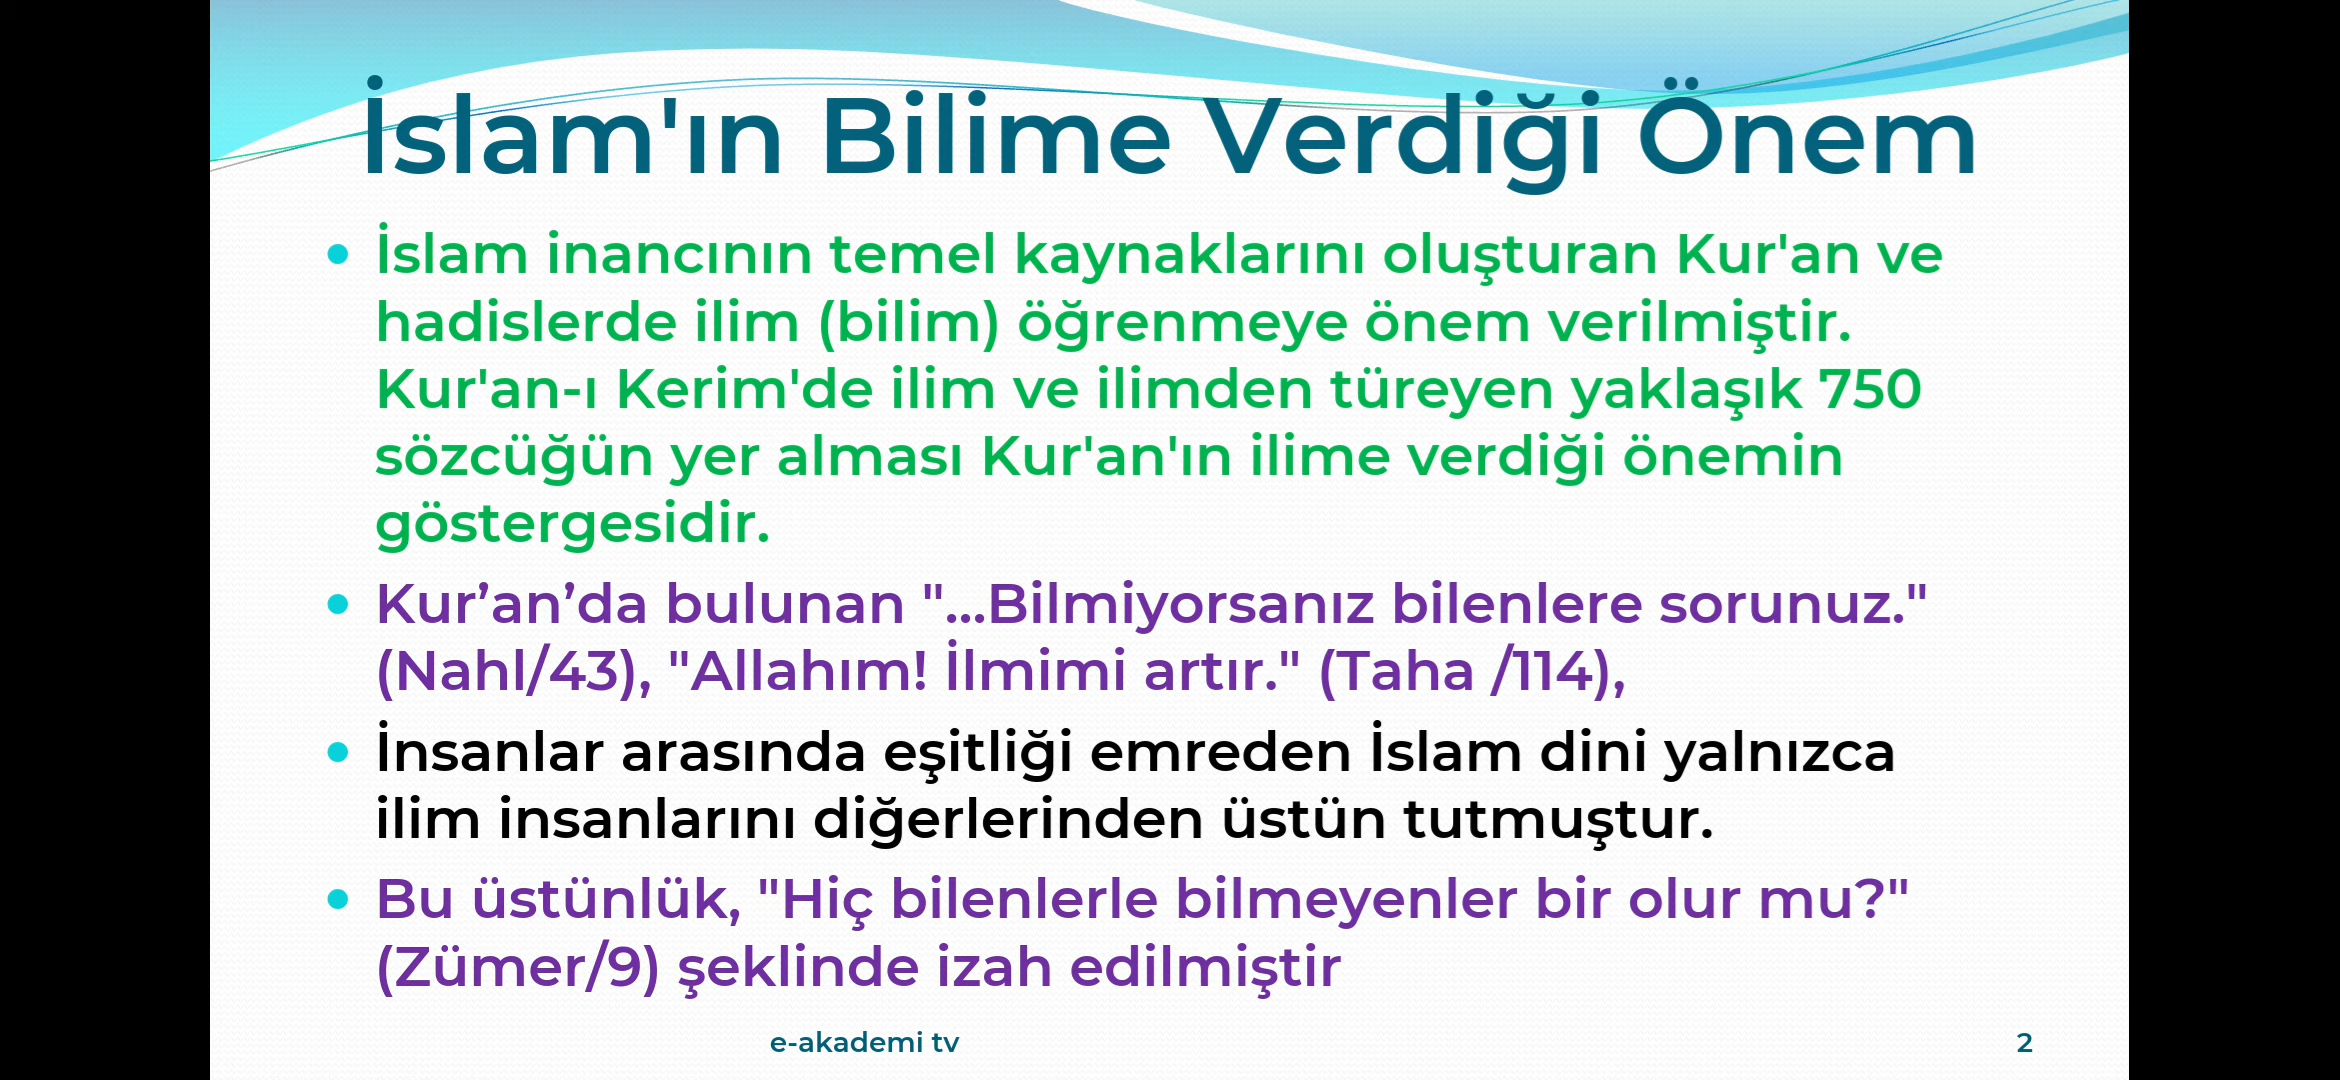 İslam'ın Bilime Verdiği Önem
• İslam inancının temel kaynaklarını oluşturan Kur'an ve
hadislerde ilim (bilim) öğrenmeye önem verilmiştir.
Kur'an-ı Kerim'de ilim ve ilimden türeyen yaklaşık 750
sözcüğün yer alması Kur'an'ın ilime verdiği önemin
göstergesidir.
• Kur’an’da bulunan "...Bilmiyorsanız bilenlere sorunuz."
(Nahl/43), "Allahım! İlmimi artır." (Taha /114),
• İnsanlar arasında eşitliği emreden İslam dini yalnızca
ilim insanlarını diğerlerinden üstün tutmuştur.
• Bu üstünlük, "Hiç bilenlerle bilmeyenler bir olur mu?"
(Zümer/9) şeklinde izah edilmiştir
e-akademi tv
2